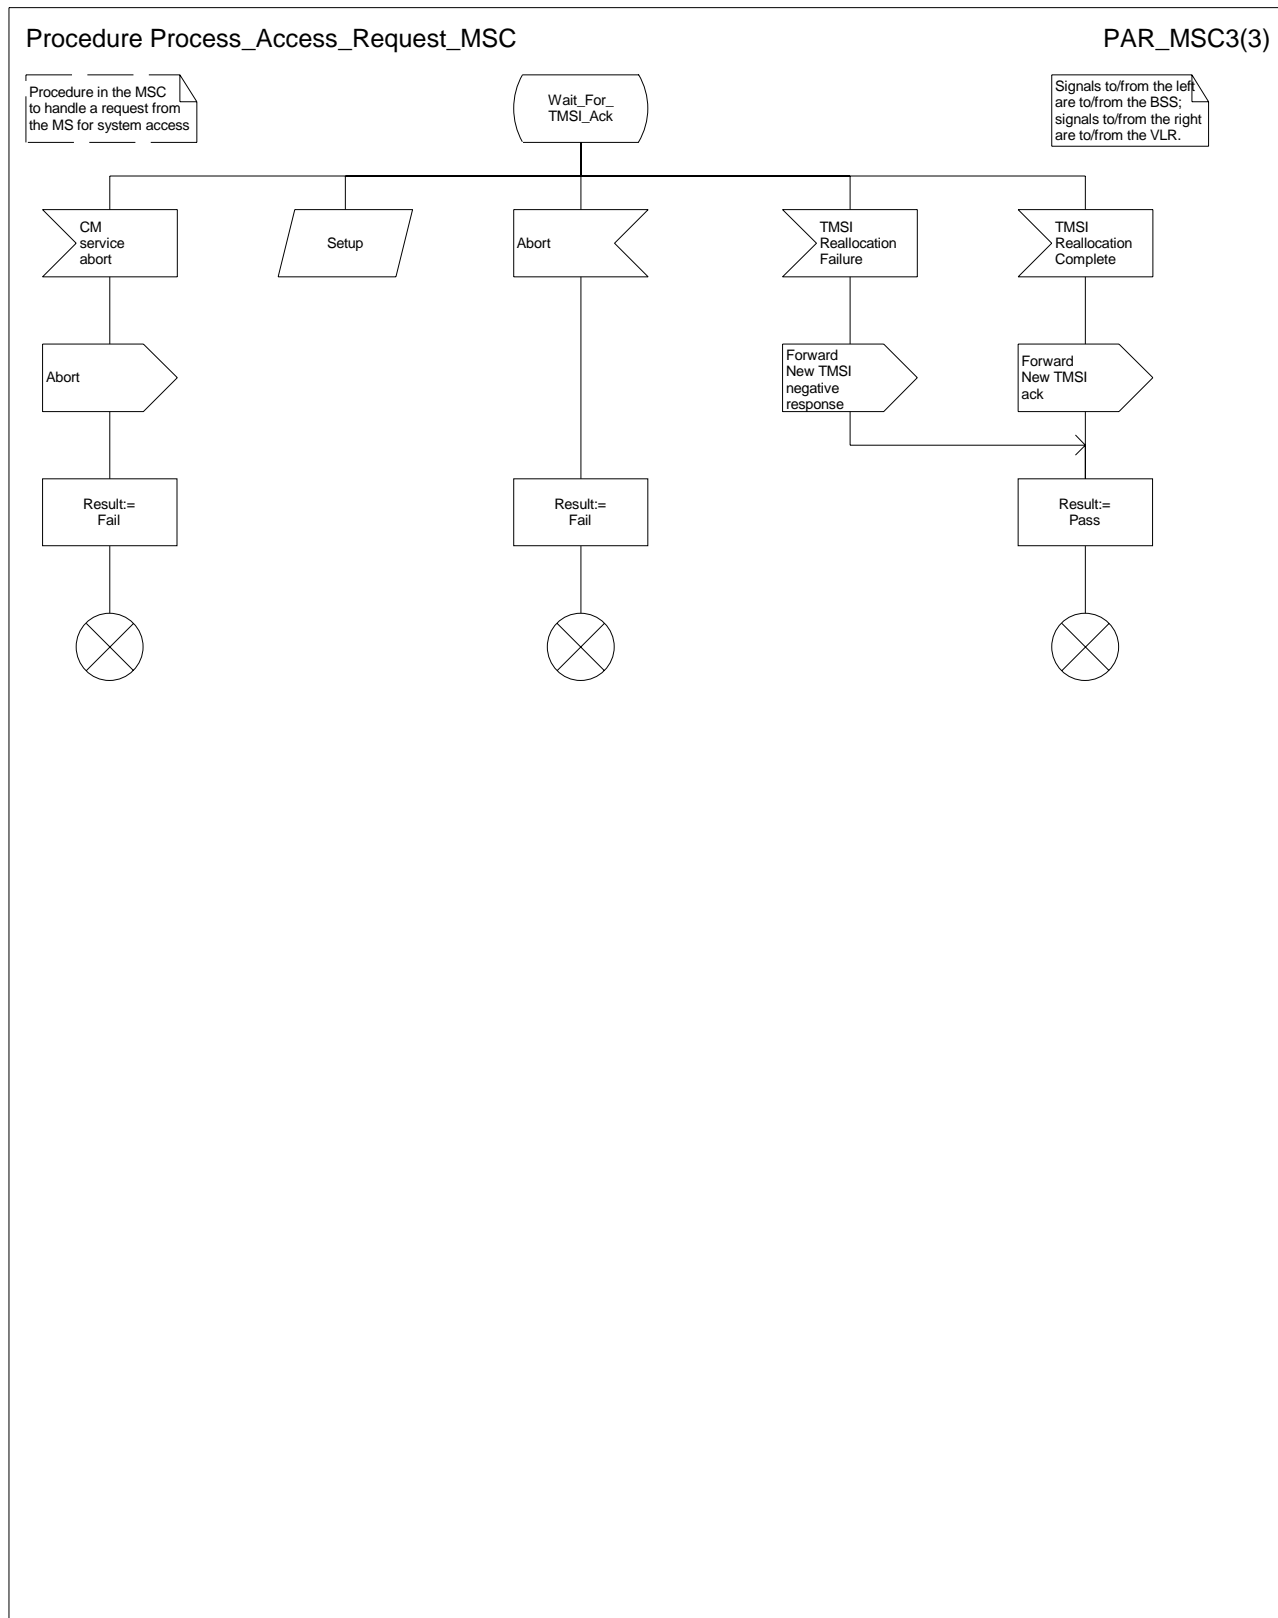 Procedure Process_Access_Request_MSC
PAR_MSC3(3)
Procedure in the MSC
to handle a request from
the MS for system access
Wait_For_
TMSI_Ack
Signals to/from the left
are to/from the BSS;
signals to/from the right
are to/from the VLR.
CM
service
abort
Setup
Abort
TMSI
Reallocation
Failure
TMSI
Reallocation
Complete
Abort
Forward
New TMSI
negative
response
Forward
New TMSI
ack
Result:=
Fail
Result:=
Fail
Result:=
Pass